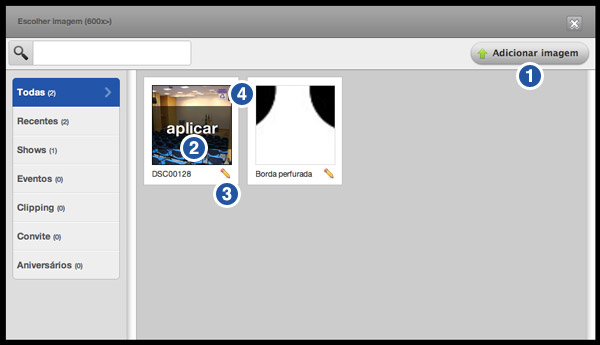 Escolher imagem (600x>)
Adicionar imagem
1
Todas (2)
Recentes (2)
Shows (1)
Eventos (0)
Clipping (0)
Convite (0)
Aniversários (0)
4
aplicar
2
DSC00128
Borda perfurada
3